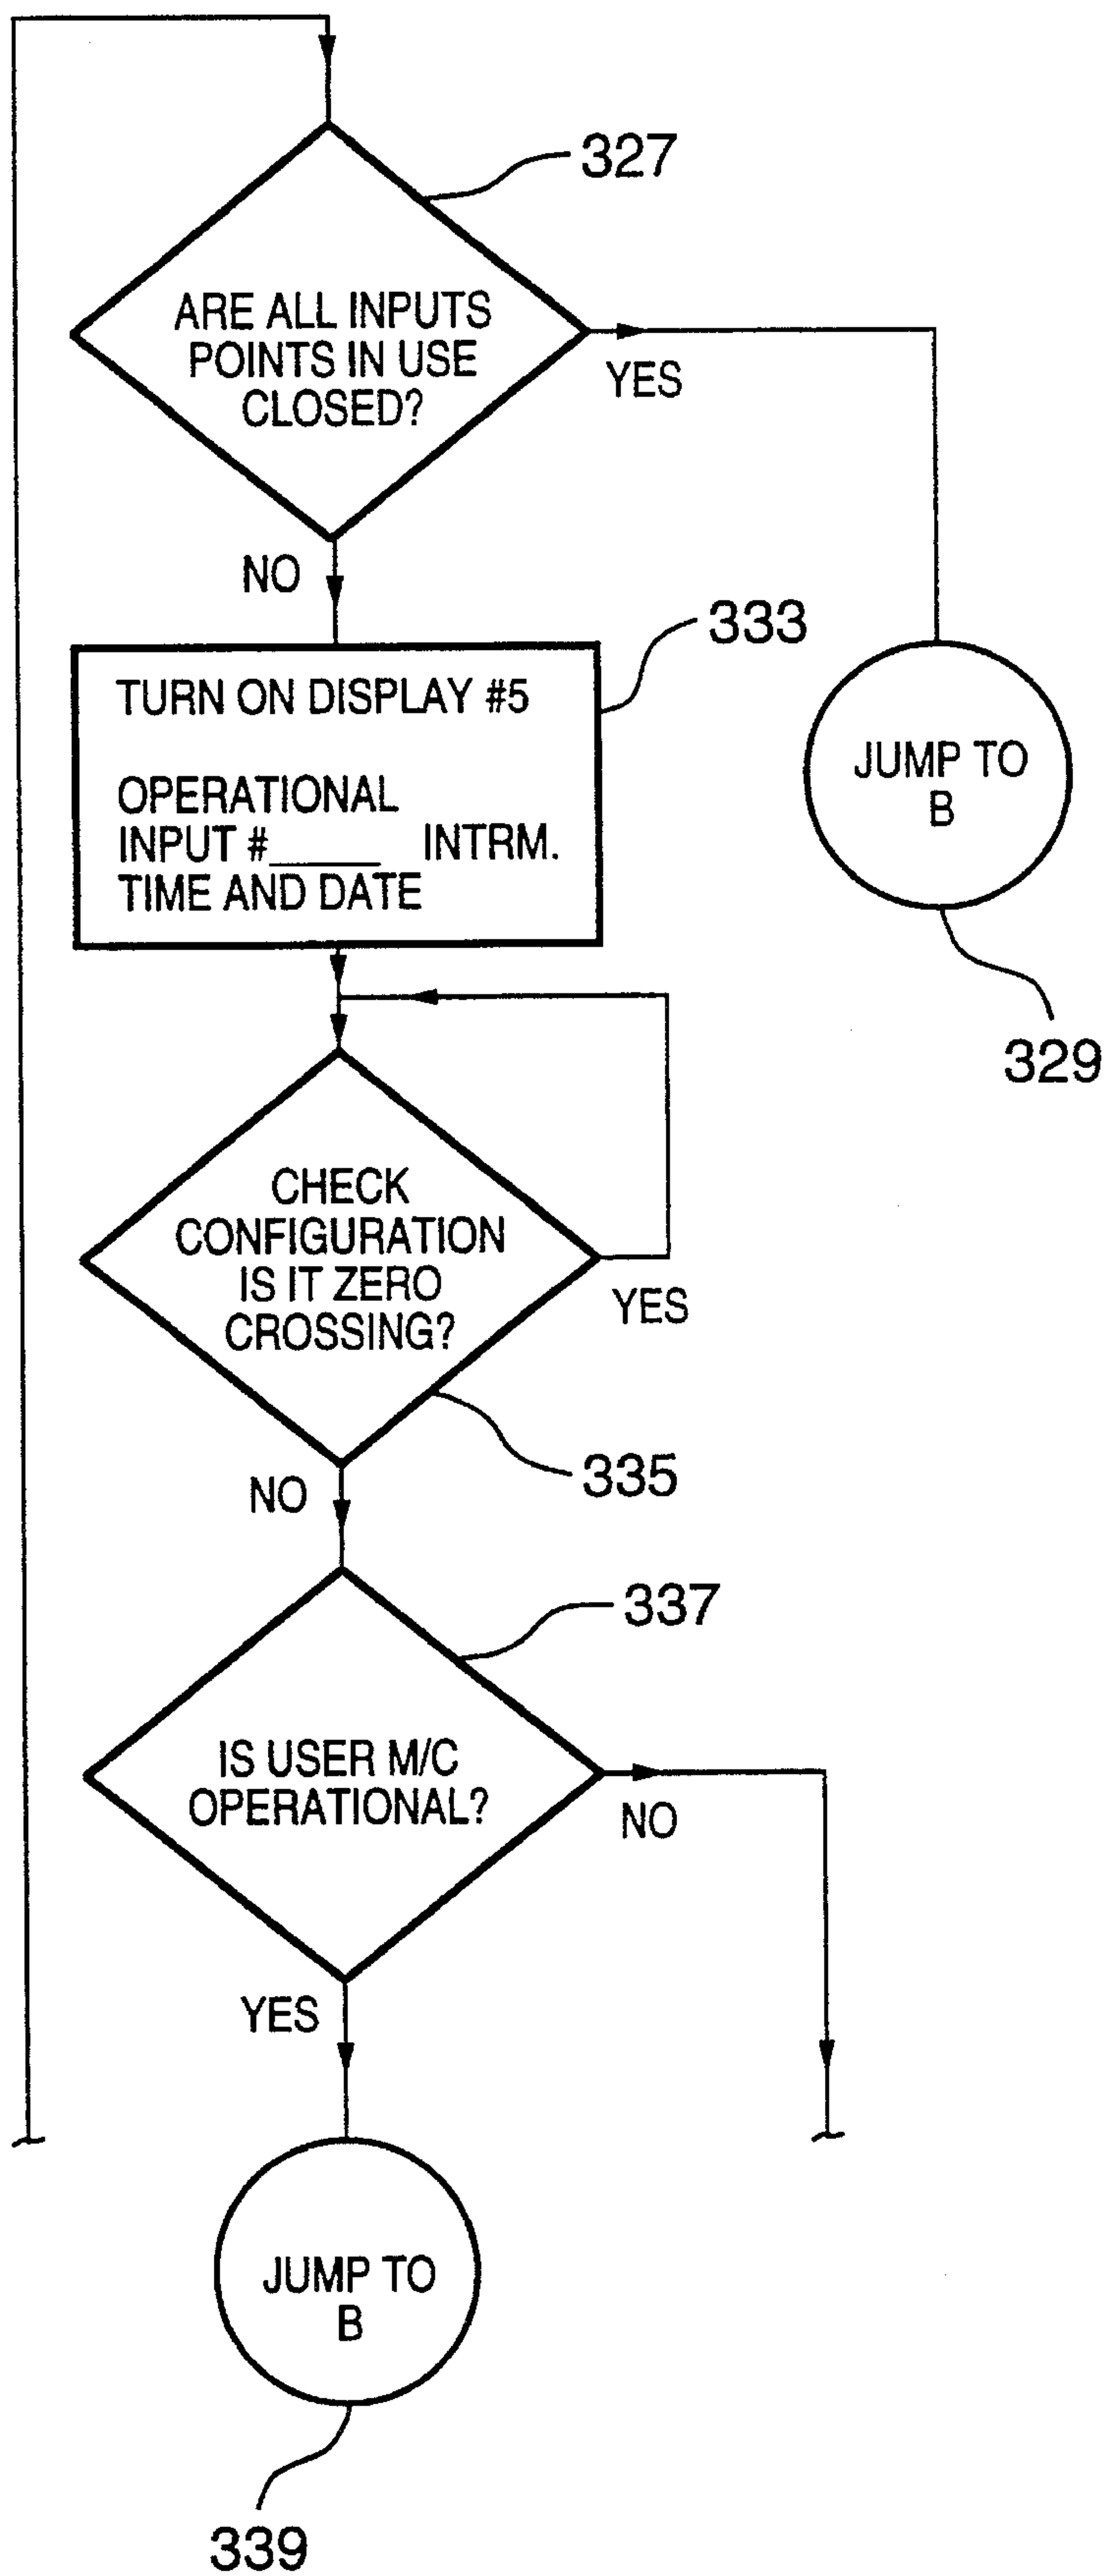 327
ARE ALL INPUTS
POINTS IN USE
CLOSED?
YES
NO
333
TURN ON DISPLAY #5
OPERATIONAL
INPUT #______ INTRM.
TIME AND DATE
JUMP TO
B
329
CHECK
CONFIGURATION
IS IT ZERO
CROSSING?
YES
335
NO
337
IS USER M/C
OPERATIONAL?
NO
YES
JUMP TO
B
339